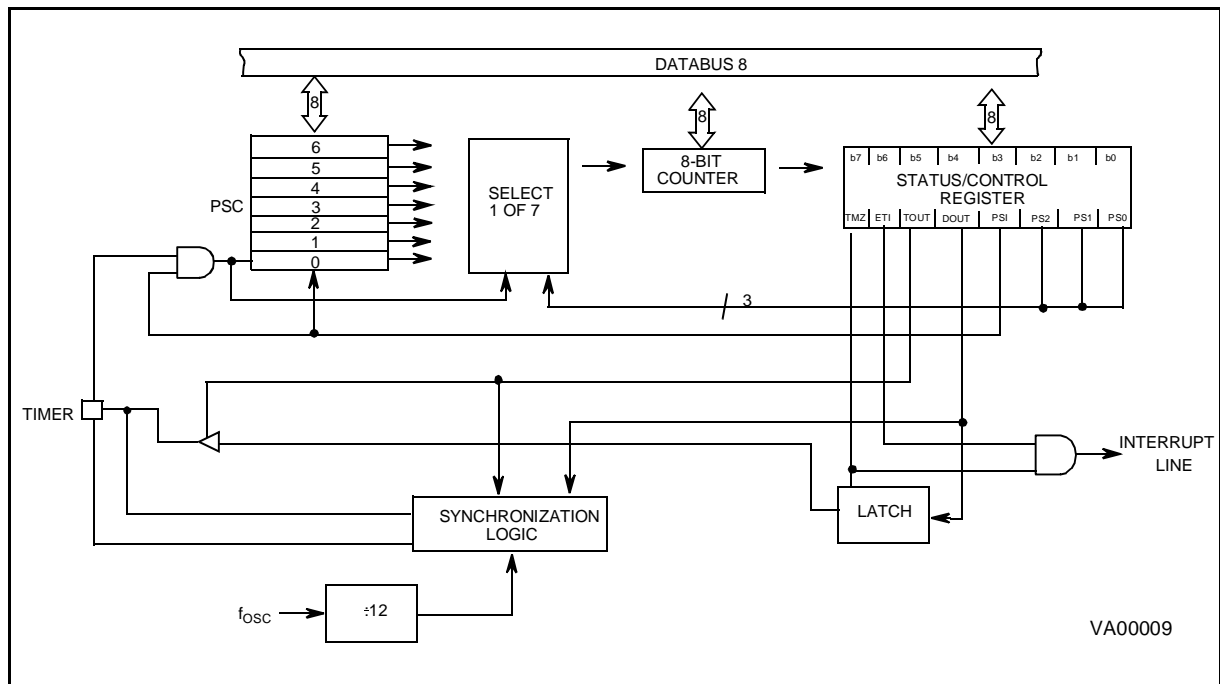 DATABUS 8
8
8
8
6
5
4
3
2
1
0
PSC
SELECT
1 OF 7
8-BIT
COUNTER
b7 b6 b5 b4 b3 b2 b1 b0
STATUS/CONTROL
REGISTER
TMZ ETI TOUT DOUT PSI PS2 PS1 PS0
3
TIMER
INTERRUPT
LINE
SYNCHRONIZATION
LOGIC
LATCH
fOSC
÷12
VA00009